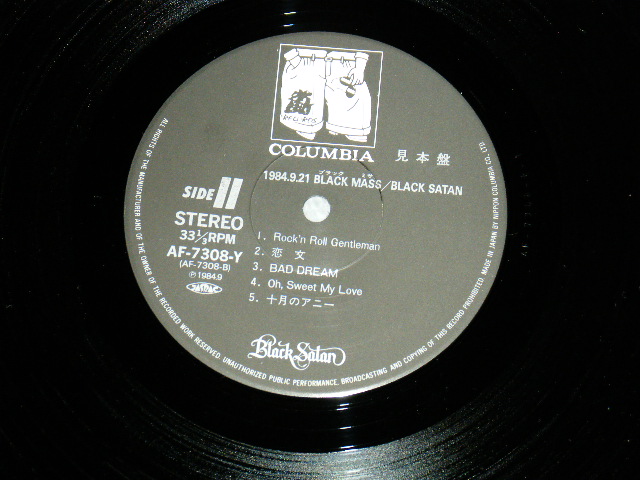 嵐
RECORDS
COLUMBIA 見本盤
ブラック ミサ
1984.9.21 BLACK MASS/BLACK SATAN
SIDE II
STEREO
33⅓RPM
AF-7308-Y
(AF-7308-B)
Ⓟ1984.9
1. Rock'n Roll Gentleman
2. 恋文
3. BAD DREAM
4. Oh, Sweet My Love
5. 十月のアニー
Black Satan
ALL RIGHTS OF THE MANUFACTURER AND OF THE OWNER OF THE RECORDED WORK RESERVED. UNAUTHORIZED PUBLIC PERFORMANCE, BROADCASTING AND COPYING OF THIS RECORD PROHIBITED. MADE IN JAPAN BY NIPPON COLUMBIA CO., LTD.